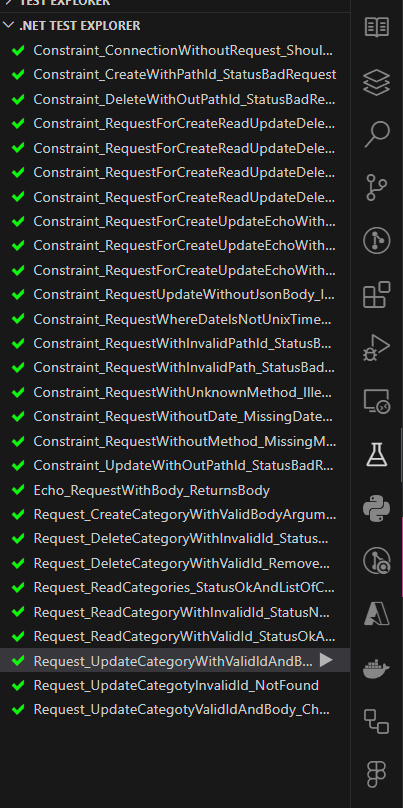 TEST EXPLORER
.NET TEST EXPLORER
Constraint_ConnectionWithoutRequest_Shoul...
Constraint_CreateWithPathId_StatusBadRequest
Constraint_DeleteWithOutPathId_StatusBadRe...
Constraint_RequestForCreateReadUpdateDele...
Constraint_RequestForCreateReadUpdateDele...
Constraint_RequestForCreateReadUpdateDele...
Constraint_RequestForCreateReadUpdateDele...
Constraint_RequestForCreateUpdateEchoWith...
Constraint_RequestForCreateUpdateEchoWith...
Constraint_RequestForCreateUpdateEchoWith...
Constraint_RequestUpdateWithoutJsonBody_I...
Constraint_RequestWhereDateIsNotUnixTime...
Constraint_RequestWithInvalidPathId_StatusB...
Constraint_RequestWithInvalidPath_StatusBad...
Constraint_RequestWithUnknownMethod_Ille...
Constraint_RequestWithoutDate_MissingDate...
Constraint_RequestWithoutMethod_MissingM...
Constraint_UpdateWithOutPathId_StatusBadR...
Echo_RequestWithBody_ReturnsBody
Request_CreateCategoryWithValidBodyArgum...
Request_DeleteCategoryWithInvalidId_Status...
Request_DeleteCategoryWithValidId_Remove...
Request_ReadCategories_StatusOkAndListOfC...
Request_ReadCategoryWithInvalidId_StatusN...
Request_ReadCategoryWithValidId_StatusOkA...
Request_UpdateCategoryWithValidIdAndB...
Request_UpdateCategotyInvalidId_NotFound
Request_UpdateCategotyValidIdAndBody_Ch...